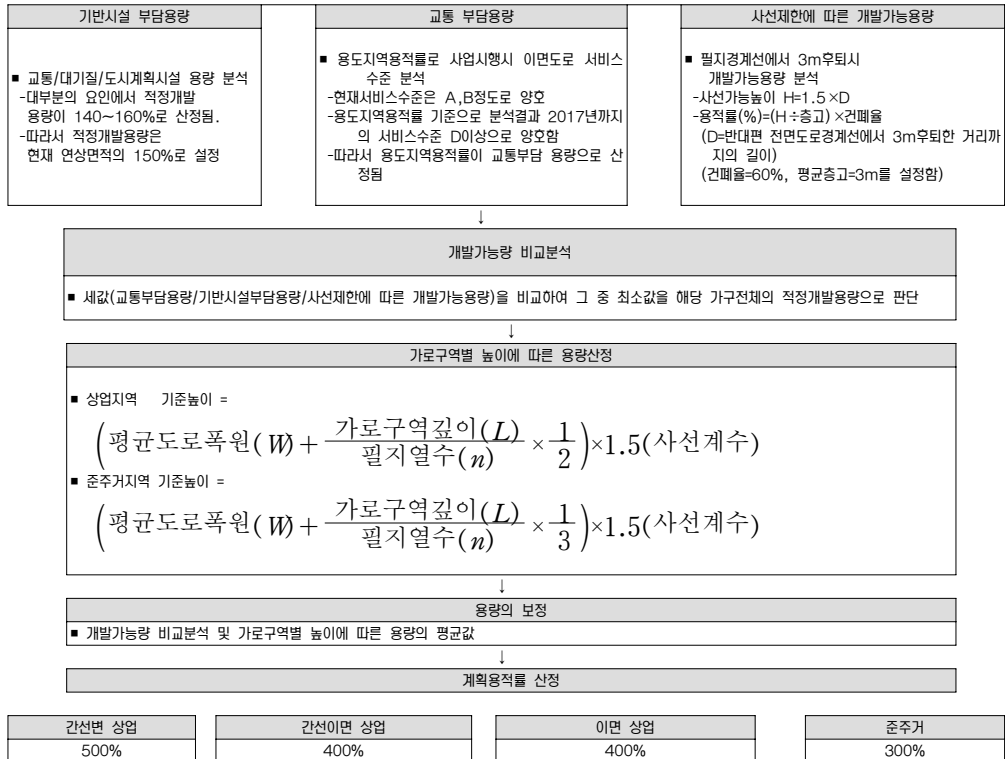 기반시설 부담용량
■ 교통/대기질/도시계획시설 용량 분석
-대부분의 요인에서 적정개발
용량이 140~160%로 산정됨.
-따라서 적정개발용량은
현재 연상면적의 150%로 설정
교통 부담용량
■ 용도지역용적률로 사업시행시 이면도로 서비스
수준 분석
-현재서비스수준은 A,B정도로 양호
-용도지역용적률 기준으로 분석결과 2017년까지
의 서비스수준 D이상으로 양호함
-따라서 용도지역용적률이 교통부담 용량으로 산
정됨
사선제한에 따른 개발가능용량
■ 필지경계선에서 3m후퇴시
개발가능용량 분석
-사선가능높이 H=1.5×D
-용적률(%)=(H÷층고)×건폐율
(D=반대편 전면도로경계선에서 3m후퇴한 거리까
지의 길이)
(건폐율=60%, 평균층고=3m를 설정함)
↓
개발가능량 비교분석
■ 세값(교통부담용량/기반시설부담용량/사선제한에 따른 개발가능용량)을 비교하여 그 중 최소값을 해당 가구전체의 적정개발용량으로 판단
↓
가로구역별 높이에 따른 용량산정
■ 상업지역 기준높이 =
(평균도로폭원(W) + 가로구역깊이(L)/필지열수(n) × 1/2)×1.5(사선계수)
■ 준주거지역 기준높이 =
(평균도로폭원(W) + 가로구역깊이(L)/필지열수(n) × 1/3)×1.5(사선계수)
↓
용량의 보정
■ 개발가능량 비교분석 및 가로구역별 높이에 따른 용량의 평균값
↓
계획용적률 산정
간선변 상업 간선이면 상업 이면 상업 준주거
500% 400% 400% 300%